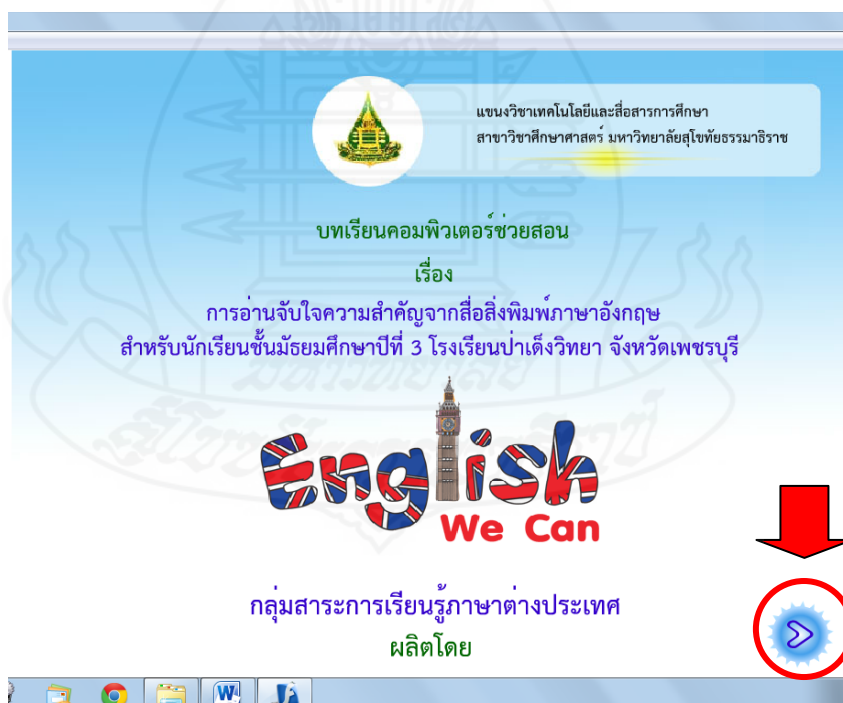 แขนงวิชาเทคโนโลยีและสื่อสารการศึกษา
สาขาวิชาศึกษาศาสตร์ มหาวิทยาลัยสุโขทัยธรรมาธิราช
บทเรียนคอมพิวเตอร์ช่วยสอน
เรื่อง
การอ่านจับใจความสำคัญจากสื่อสิ่งพิมพ์ภาษาอังกฤษ
สำหรับนักเรียนชั้นมัธยมศึกษาปีที่ 3 โรงเรียนป่าเด็งวิทยา จังหวัดเพชรบุรี
English
We Can
กลุ่มสาระการเรียนรู้ภาษาต่างประเทศ
ผลิตโดย